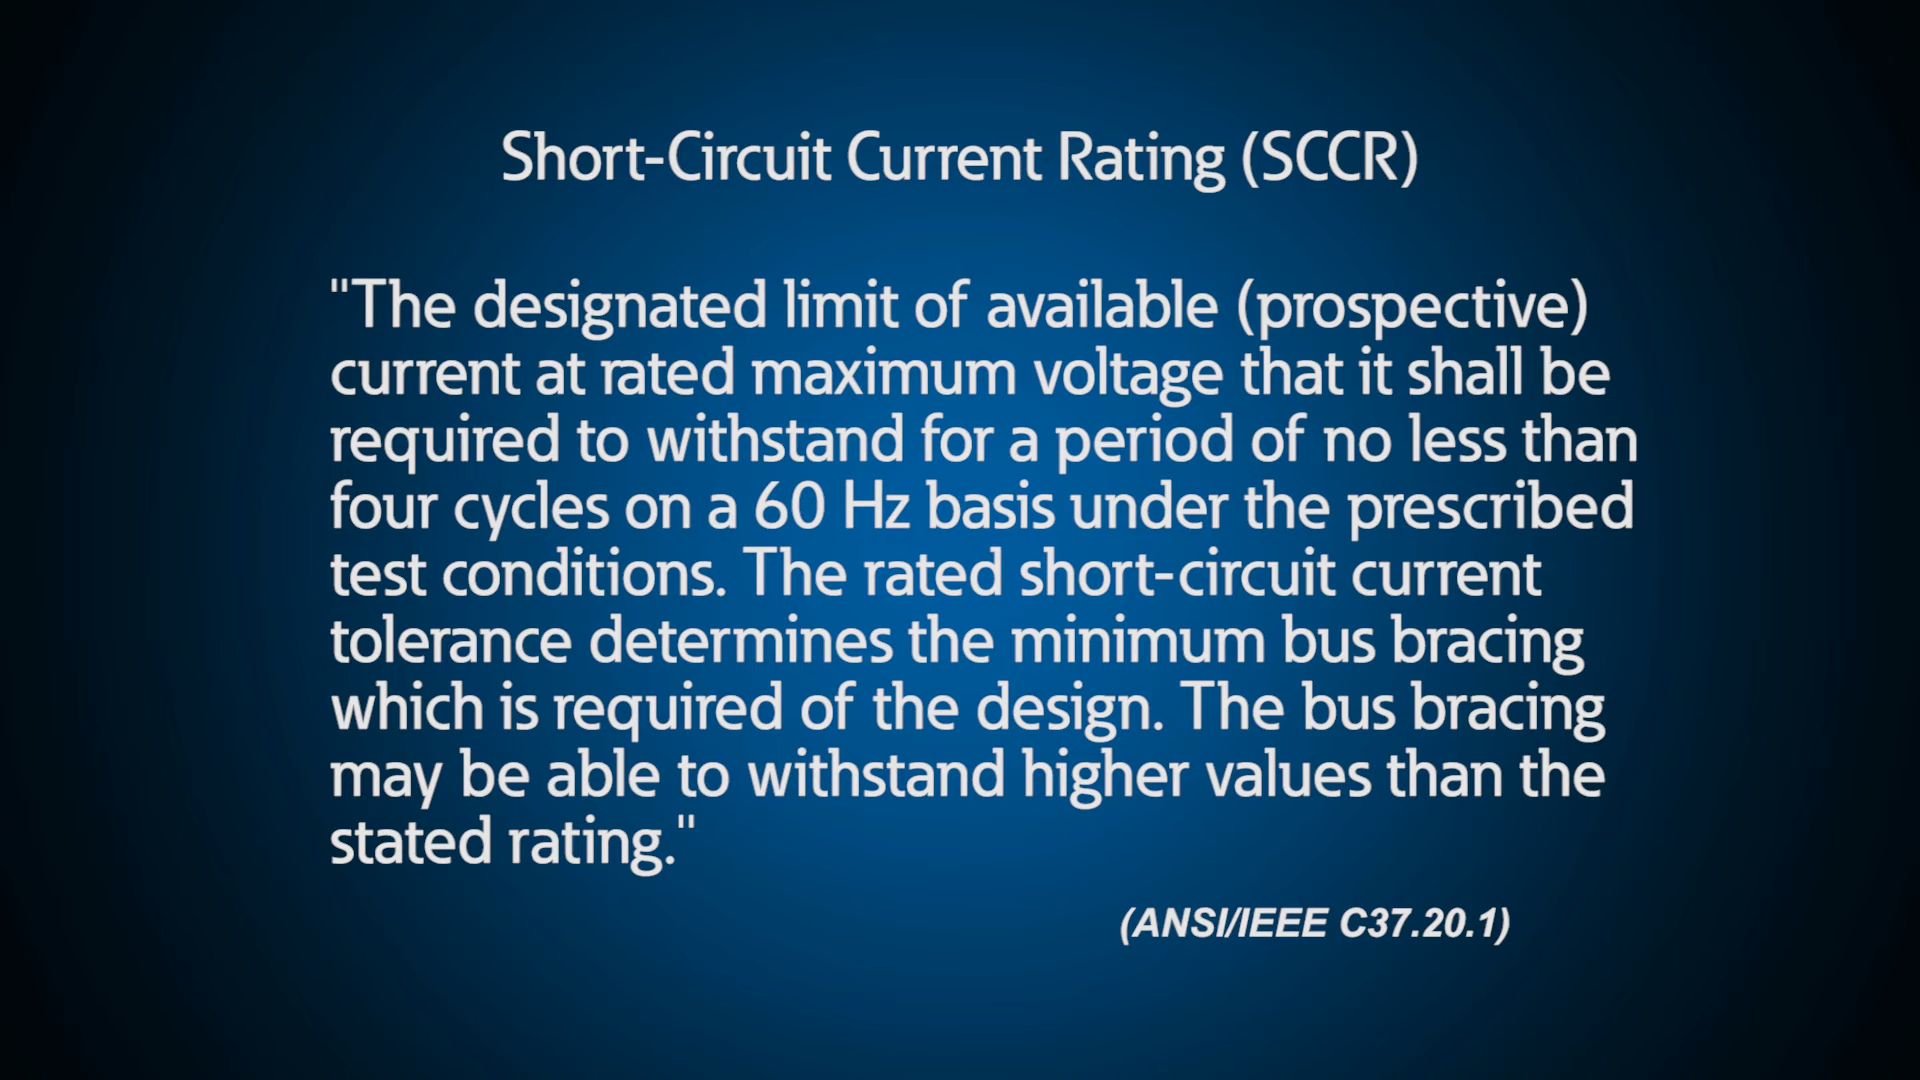 Short-Circuit Current Rating (SCCR)
"The designated limit of available (prospective)
current at rated maximum voltage that it shall be
required to withstand for a period of no less than
four cycles on a 60 Hz basis under the prescribed
test conditions. The rated short-circuit current
tolerance determines the minimum bus bracing
which is required of the design. The bus bracing
may be able to withstand higher values than the
stated rating."
(ANSI/IEEE C37.20.1)